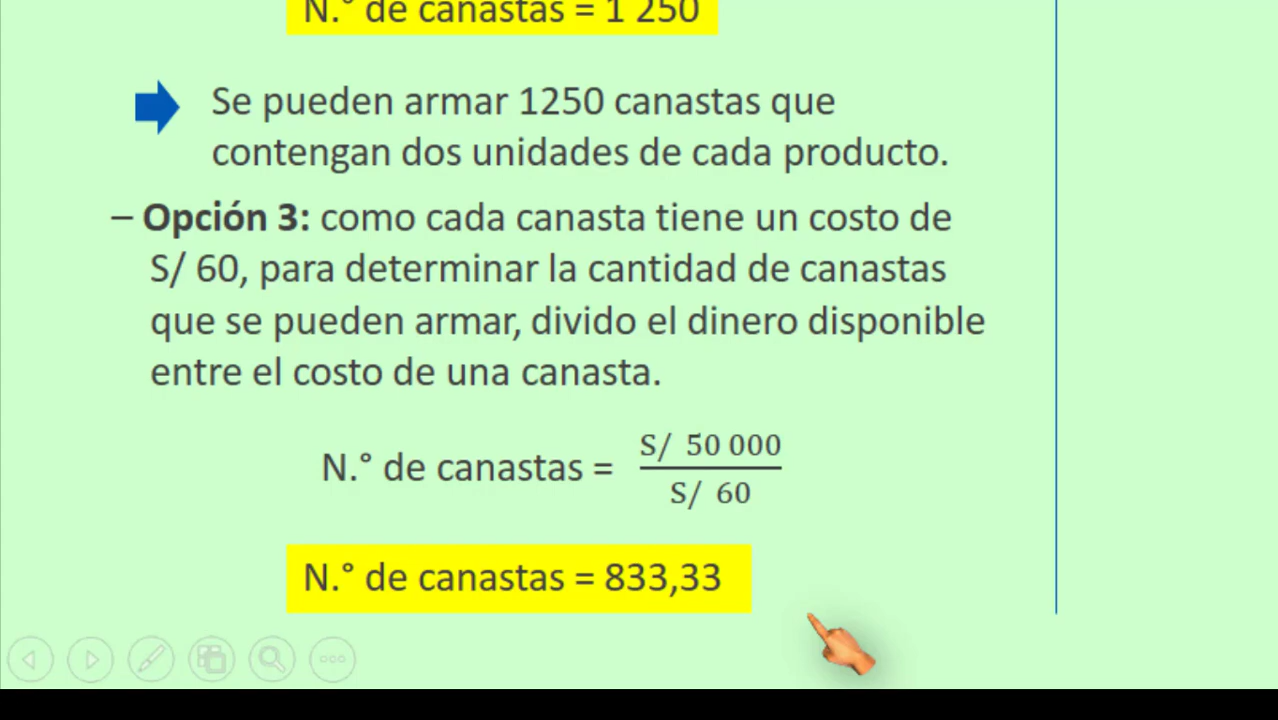 N.° de canastas = 1 250
Se pueden armar 1250 canastas que
contengan dos unidades de cada producto.
– Opción 3: como cada canasta tiene un costo de
S/ 60, para determinar la cantidad de canastas
que se pueden armar, divido el dinero disponible
entre el costo de una canasta.
N.° de canastas = S/ 50 000
S/ 60
N.° de canastas = 833,33